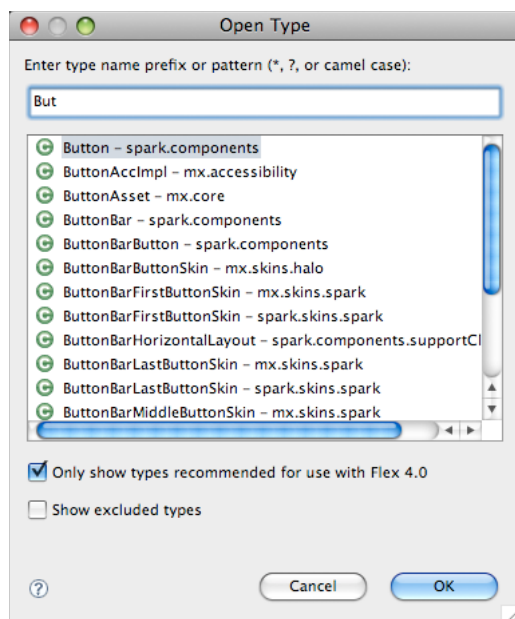 Open Type
Enter type name prefix or pattern (*, ?, or camel case):
But
Button – spark.components
ButtonAccImpl – mx.accessibility
ButtonAsset – mx.core
ButtonBar – spark.components
ButtonBarButton – spark.components
ButtonBarButtonSkin – mx.skins.halo
ButtonBarFirstButtonSkin – mx.skins.spark
ButtonBarFirstButtonSkin – spark.skins.spark
ButtonBarHorizontalLayout – spark.components.supportCl
ButtonBarLastButtonSkin – mx.skins.spark
ButtonBarLastButtonSkin – spark.skins.spark
ButtonBarMiddleButtonSkin – mx.skins.spark
Only show types recommended for use with Flex 4.0
Show excluded types
? Cancel OK